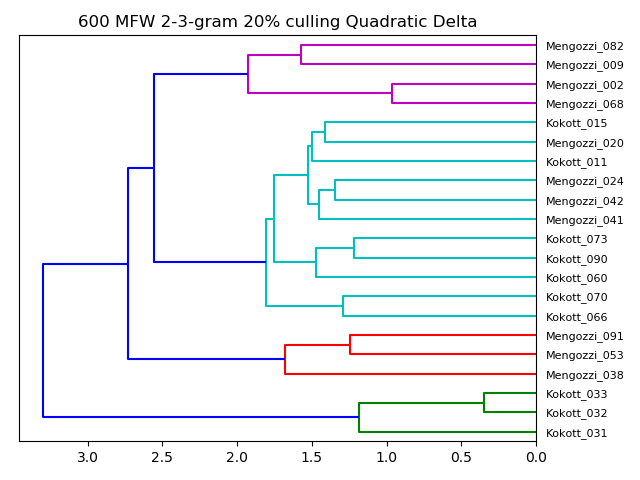 600 MFW 2-3-gram 20% culling Quadratic Delta
Mengozzi_082
Mengozzi_009
Mengozzi_002
Mengozzi_068
Kokott_015
Mengozzi_020
Kokott_011
Mengozzi_024
Mengozzi_042
Mengozzi_041
Kokott_073
Kokott_090
Kokott_060
Kokott_070
Kokott_066
Mengozzi_091
Mengozzi_053
Mengozzi_038
Kokott_033
Kokott_032
Kokott_031
3.0 2.5 2.0 1.5 1.0 0.5 0.0